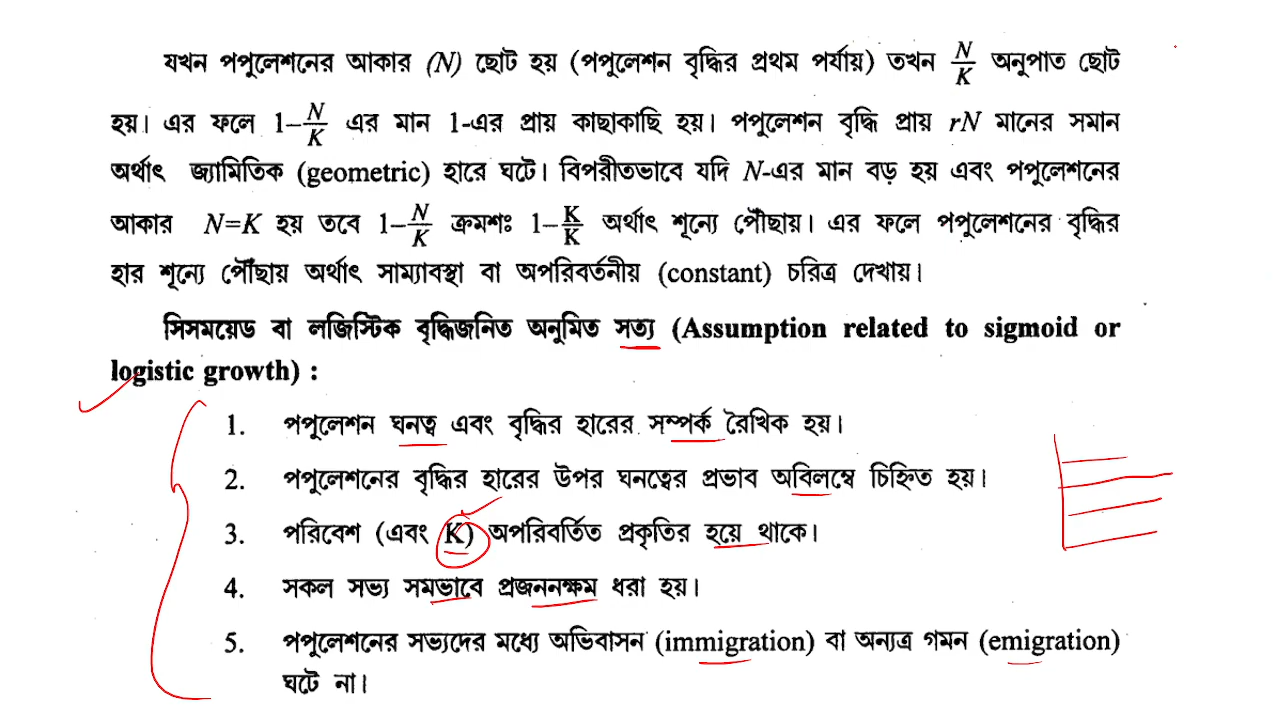 যখন পপুলেশনের আকার (N) ছোট হয় (পপুলেশন বৃদ্ধির প্রথম পর্যায়) তখন N/K অনুপাত ছোট
হয়। এর ফলে 1–N/K এর মান 1-এর প্রায় কাছাকাছি হয়। পপুলেশন বৃদ্ধি প্রায় rN মানের সমান
অর্থাৎ জ্যামিতিক (geometric) হারে ঘটে। বিপরীতভাবে যদি N-এর মান বড় হয় এবং পপুলেশনের
আকার N=K হয় তবে 1–N/K ক্রমশঃ 1–K/K অর্থাৎ শূন্যে পৌঁছায়। এর ফলে পপুলেশনের বৃদ্ধির
হার শূন্যে পৌঁছায় অর্থাৎ সাম্যাবস্থা বা অপরিবর্তনীয় (constant) চরিত্র দেখায়।
সিসময়েড বা লজিস্টিক বৃদ্ধিজনিত অনুমিত সত্য (Assumption related to sigmoid or
logistic growth) :
1. পপুলেশন ঘনত্ব এবং বৃদ্ধির হারের সম্পর্ক রৈখিক হয়।
2. পপুলেশনের বৃদ্ধির হারের উপর ঘনত্বের প্রভাব অবিলম্বে চিহ্নিত হয়।
3. পরিবেশ (এবং K) অপরিবর্তিত প্রকৃতির হয়ে থাকে।
4. সকল সভ্য সমভাবে প্রজননক্ষম ধরা হয়।
5. পপুলেশনের সভ্যদের মধ্যে অভিবাসন (immigration) বা অন্যত্র গমন (emigration)
ঘটে না।